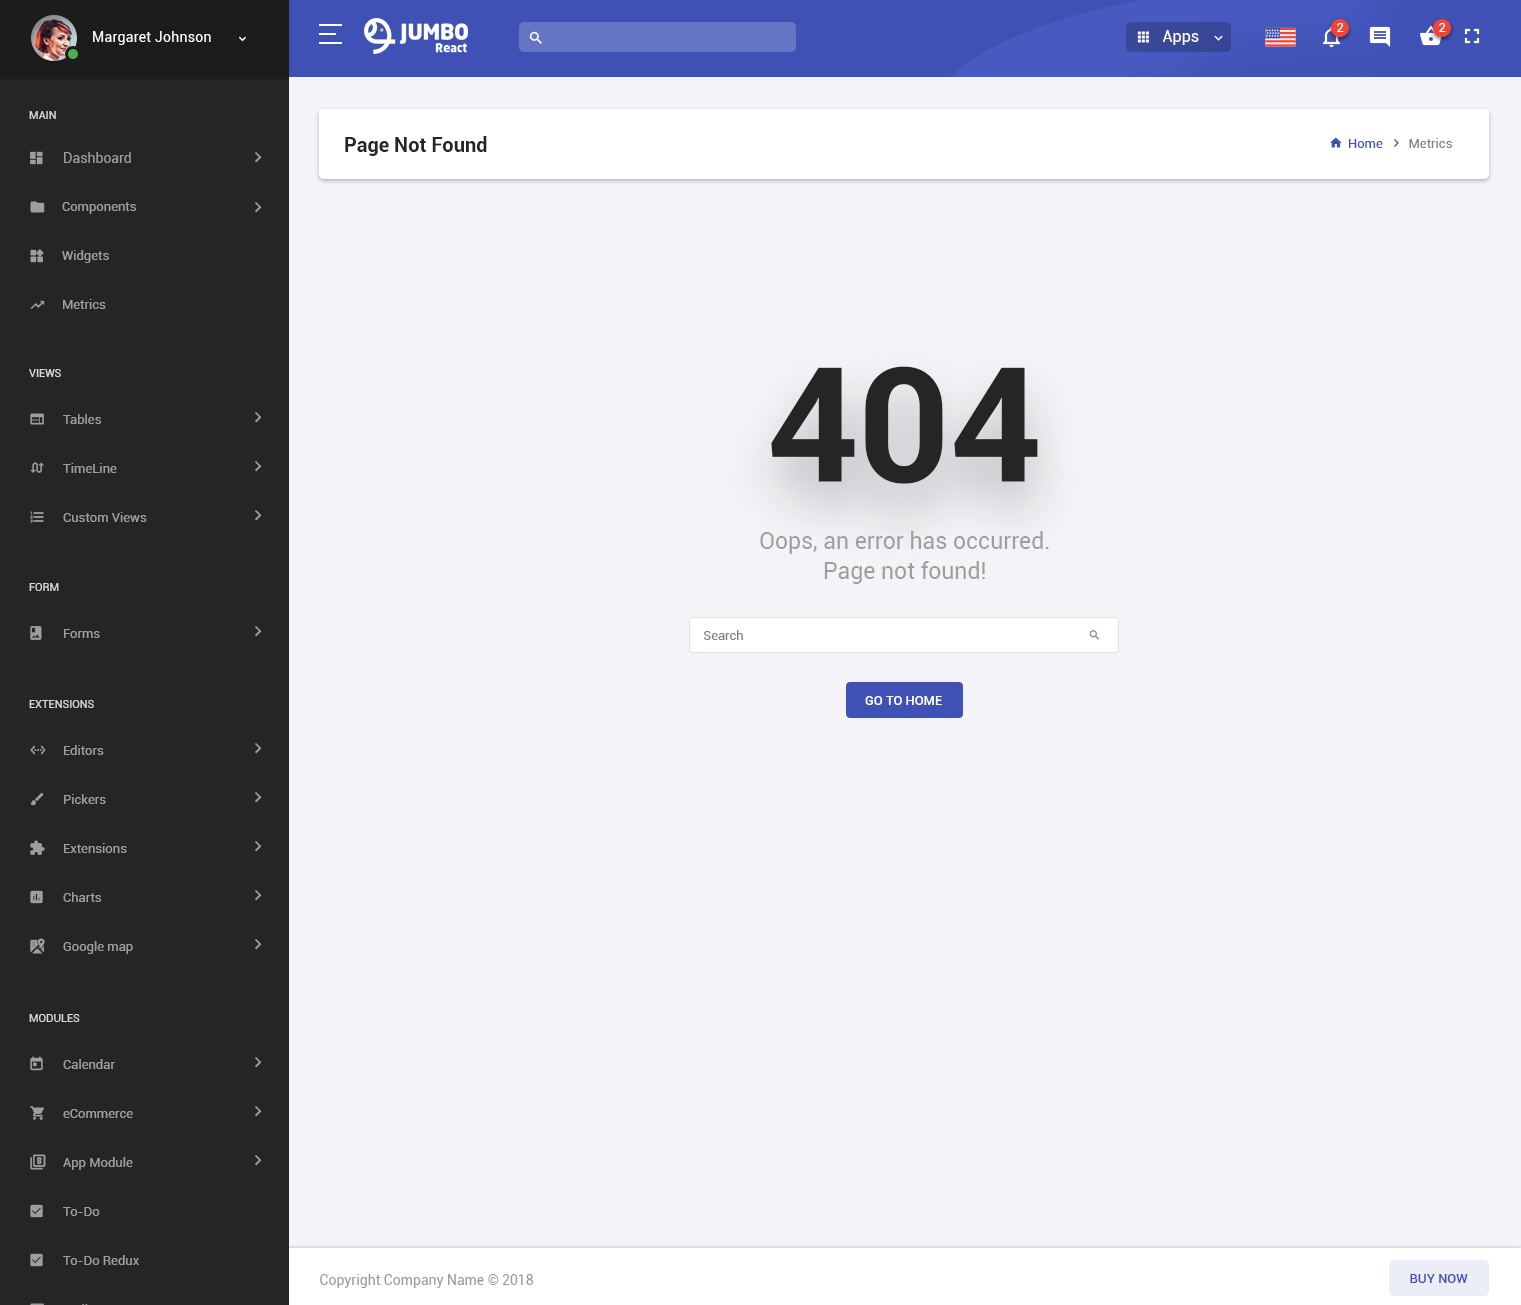 Margaret Johnson
JUMBO
React
Apps
2
2
MAIN
Dashboard
Components
Widgets
Metrics
VIEWS
Tables
TimeLine
Custom Views
FORM
Forms
EXTENSIONS
Editors
Pickers
Extensions
Charts
Google map
MODULES
Calendar
eCommerce
App Module
To-Do
To-Do Redux
Page Not Found
Home
Metrics
404
Oops, an error has occurred.
Page not found!
Search
GO TO HOME
Copyright Company Name © 2018
BUY NOW